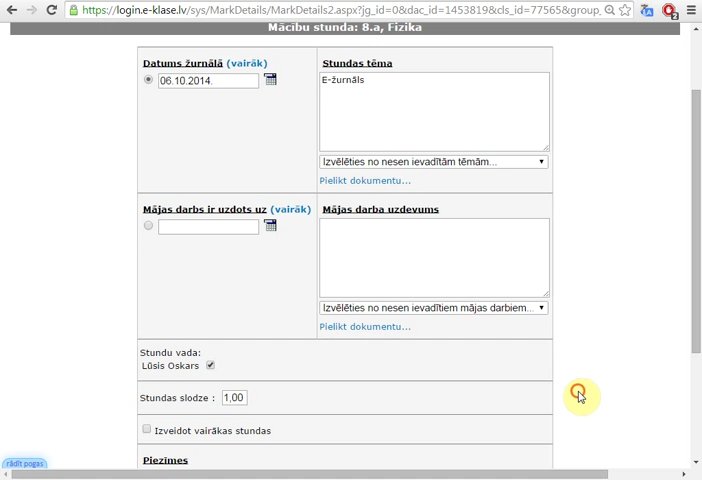 https://login.e-klase.lv/sys/MarkDetails/MarkDetails2.aspx?jg_id=0&dac_id=1453819&cls_id=77565&group_
2
Mācību stunda: 8.a, Fizika
Datums žurnālā (vairāk)
Stundas tēma
06.10.2014.
E-žurnāls
Izvēlēties no nesen ievadītām tēmām...
Pielikt dokumentu...
Mājas darbs ir uzdots uz (vairāk)
Mājas darba uzdevums
Izvēlēties no nesen ievadītiem mājas darbiem...
Pielikt dokumentu...
Stundu vada:
Lūsis Oskars
Stundas slodze : 1,00
Izveidot vairākas stundas
Piezīmes
rādīt pogas